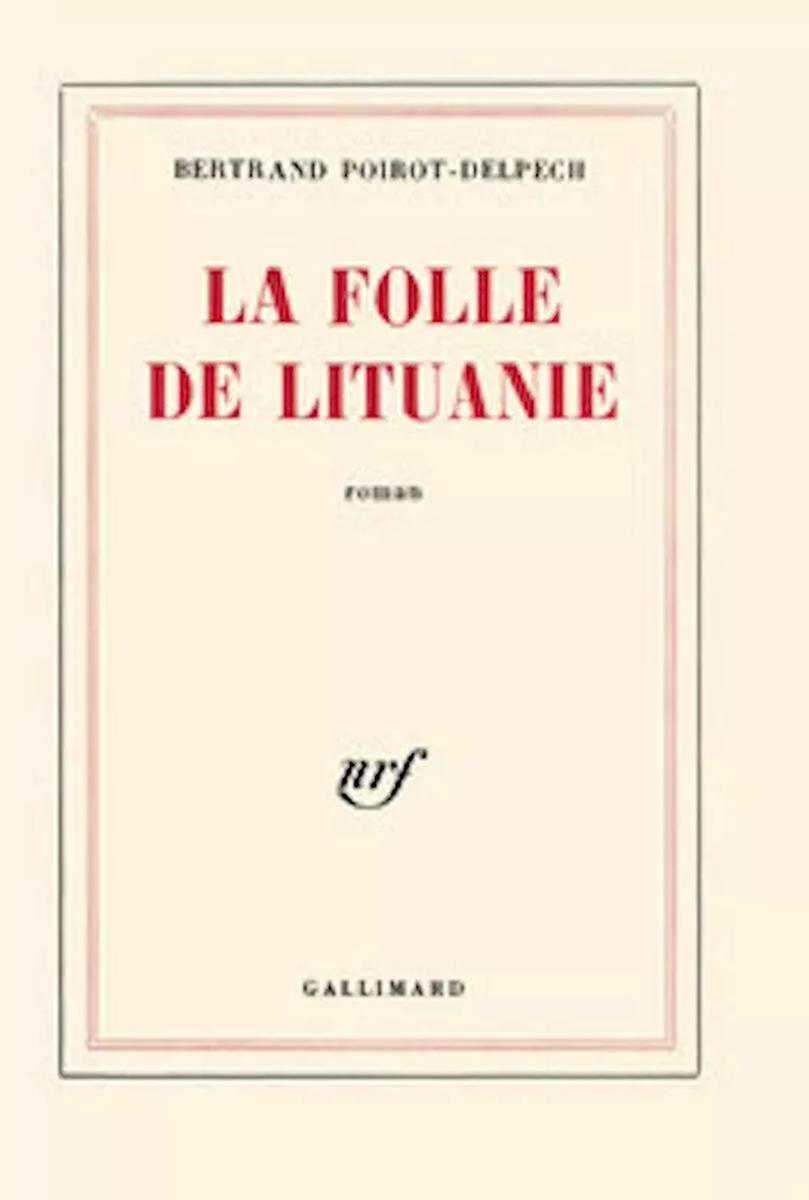 BERTRAND POIROT-DELPECH
LA FOLLE
DE LITUANIE
roman
nrf
GALLIMARD